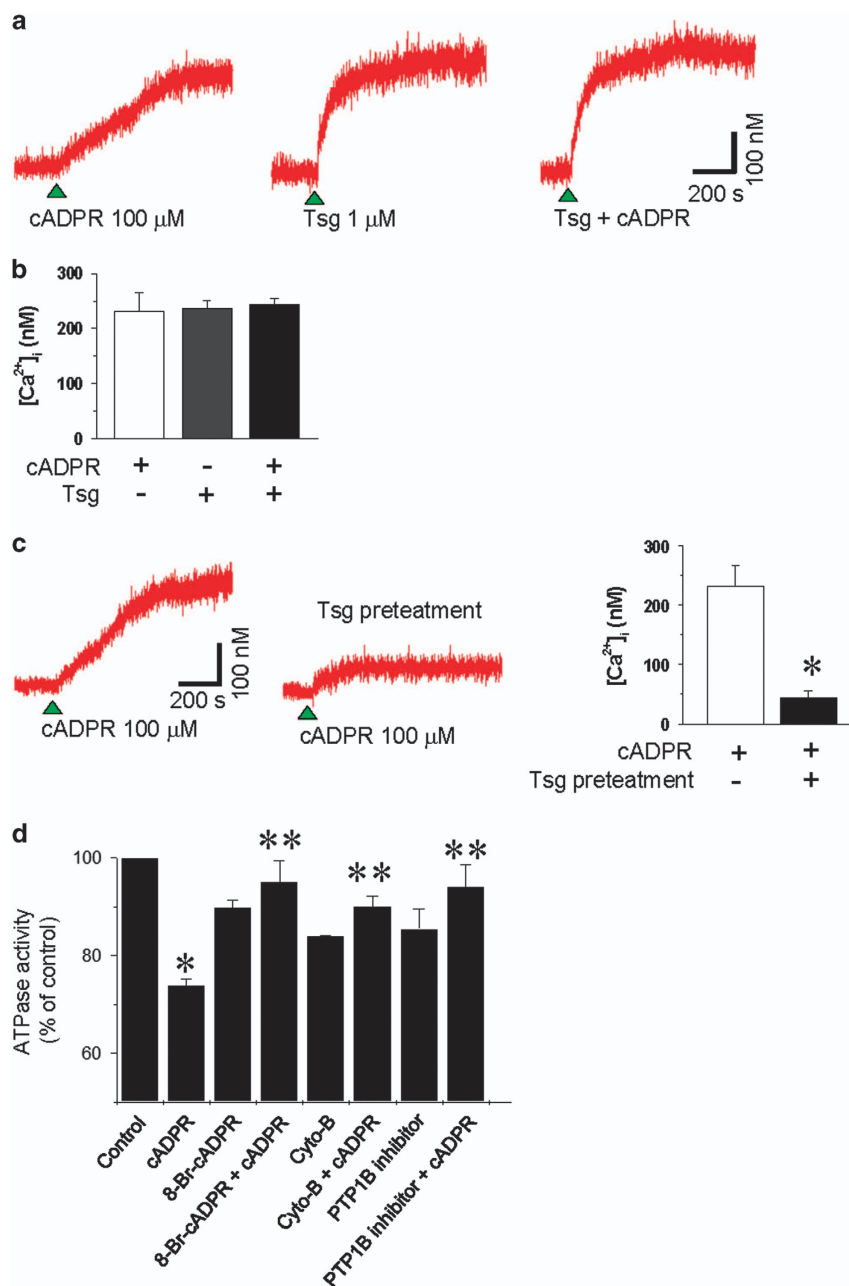 a
cADPR 100 μM
Tsg 1 μM
Tsg + cADPR
200 s
100 nM
b
[Ca²⁺]ᵢ (nM)
300
200
100
0
cADPR + - +
Tsg - + +
c
Tsg pretreatment
200 s
100 nM
cADPR 100 μM
cADPR 100 μM
[Ca²⁺]ᵢ (nM)
300
200
100
0
*
cADPR + +
Tsg pretreatment - +
d
ATPase activity
(% of control)
100
80
60
*
**
**
**
Control
cADPR
8-Br-cADPR
8-Br-cADPR + cADPR
Cyto-B
Cyto-B + cADPR
PTP1B inhibitor
PTP1B inhibitor + cADPR